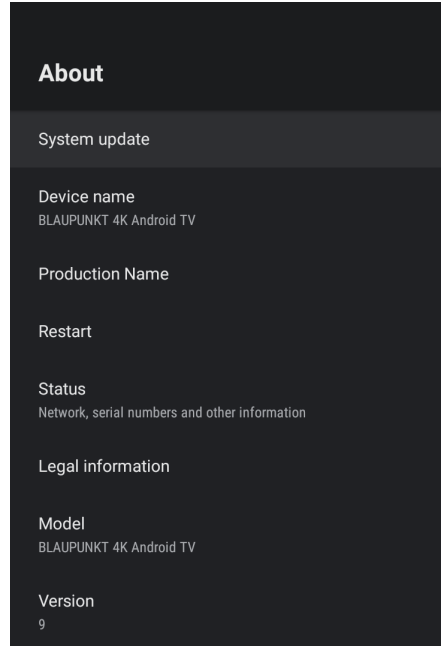 About
System update
Device name
BLAUPUNKT 4K Android TV
Production Name
Restart
Status
Network, serial numbers and other information
Legal information
Model
BLAUPUNKT 4K Android TV
Version
9